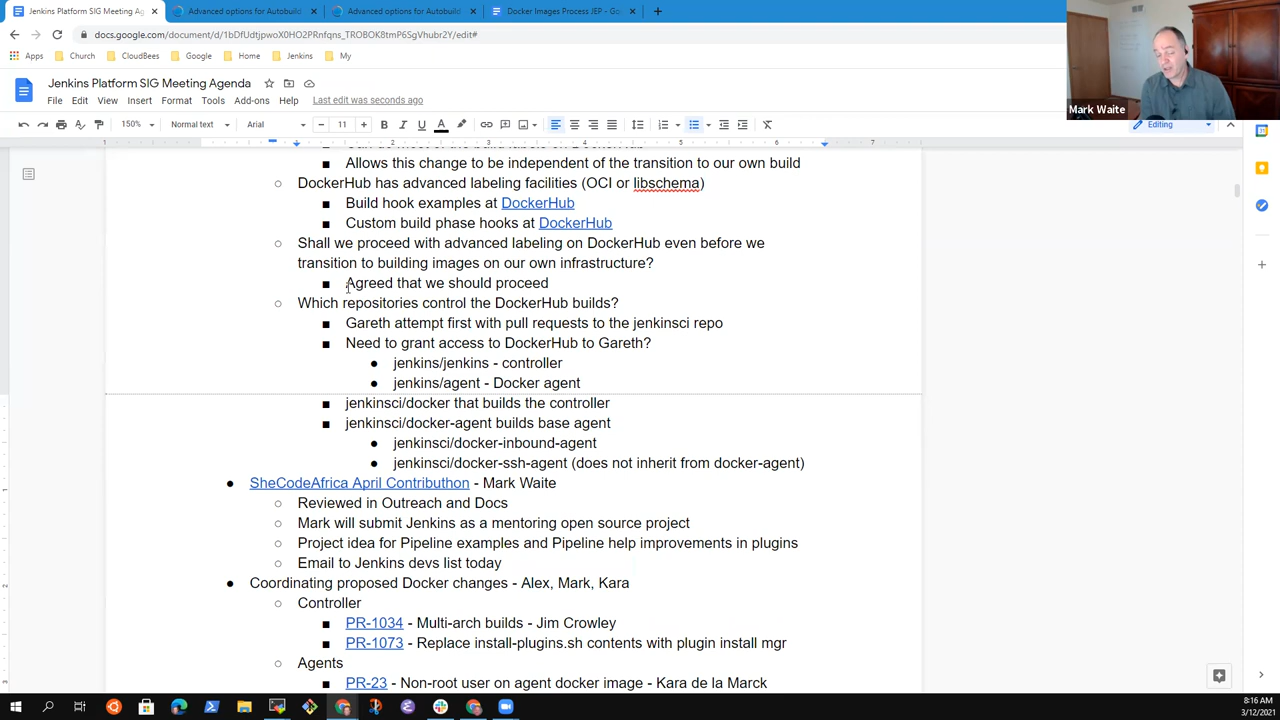 Jenkins Platform SIG Meeting Ag
Advanced options for Autobuild
Advanced options for Autobuild
Docker Images Process JEP - Go
docs.google.com/document/d/1bDfUdtjpwoX0HO2PRnfqns_TROBOK8tmP6SgVhubr2Y/edit#
Apps
Church
CloudBees
Google
Home
Jenkins
My
Jenkins Platform SIG Meeting Agenda
File Edit View Insert Format Tools Add-ons Help Last edit was seconds ago
Mark Waite
150% Normal text Arial 11 Editing
1 2 3 4 5 6 7
Allows this change to be independent of the transition to our own build
DockerHub has advanced labeling facilities (OCI or libschema)
Build hook examples at DockerHub
Custom build phase hooks at DockerHub
Shall we proceed with advanced labeling on DockerHub even before we
transition to building images on our own infrastructure?
Agreed that we should proceed
Which repositories control the DockerHub builds?
Gareth attempt first with pull requests to the jenkinsci repo
Need to grant access to DockerHub to Gareth?
jenkins/jenkins - controller
jenkins/agent - Docker agent
jenkinsci/docker that builds the controller
jenkinsci/docker-agent builds base agent
jenkinsci/docker-inbound-agent
jenkinsci/docker-ssh-agent (does not inherit from docker-agent)
SheCodeAfrica April Contributhon - Mark Waite
Reviewed in Outreach and Docs
Mark will submit Jenkins as a mentoring open source project
Project idea for Pipeline examples and Pipeline help improvements in plugins
Email to Jenkins devs list today
Coordinating proposed Docker changes - Alex, Mark, Kara
Controller
PR-1034 - Multi-arch builds - Jim Crowley
PR-1073 - Replace install-plugins.sh contents with plugin install mgr
Agents
PR-23 - Non-root user on agent docker image - Kara de la Marck
8:16 AM
3/12/2021